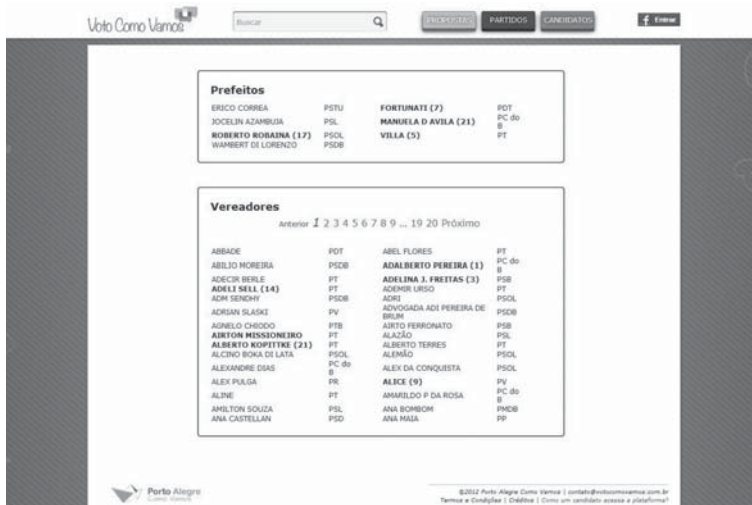 Voto Como Vamos
Buscar
PROPOSTAS PARTIDOS CANDIDATOS
f Entrar
Prefeitos
ERICO CORREA PSTU FORTUNATI (7) PDT
JOCELIN AZAMBUJA PSL MANUELA D AVILA (21) PC do B
ROBERTO ROBAINA (17) PSOL VILLA (5) PT
WAMBERT DI LORENZO PSDB
Vereadores
Anterior 1 2 3 4 5 6 7 8 9 ... 19 20 Próximo
ABBADE PDT ABEL FLORES PT
ABILIO MOREIRA PSDB ADALBERTO PEREIRA (1) PC do B
ADECIR BERLE PT ADELINA J. FREITAS (3) PSB
ADELI SELL (14) PT ADEMIR URSO PT
ADM SENDHY PSDB ADRI PSOL
ADRIAN SLASKI PV ADVOGADA ADI PEREIRA DE BRUM PSDB
AGNELO CHIODO PTB AIRTO FERRONATO PSB
AIRTON MISSIONEIRO PT ALAZÃO PSL
ALBERTO KOPITTKE (21) PT ALBERTO TERRES PT
ALCINO BOKA DI LATA PSOL ALEMÃO PSOL
ALEXANDRE DIAS PC do B ALEX DA CONQUISTA PSOL
ALEX PULGA PR ALICE (9) PV
ALINE PT AMARILDO P DA ROSA PC do B
AMILTON SOUZA PSL ANA BOMBOM PMDB
ANA CASTELLAN PSD ANA MAIA PP
Porto Alegre
Como Vamos
©2012 Porto Alegre Como Vamos | contato@votocomovamos.com.br
Termos e Condições | Créditos | Como um candidato acessa a plataforma?